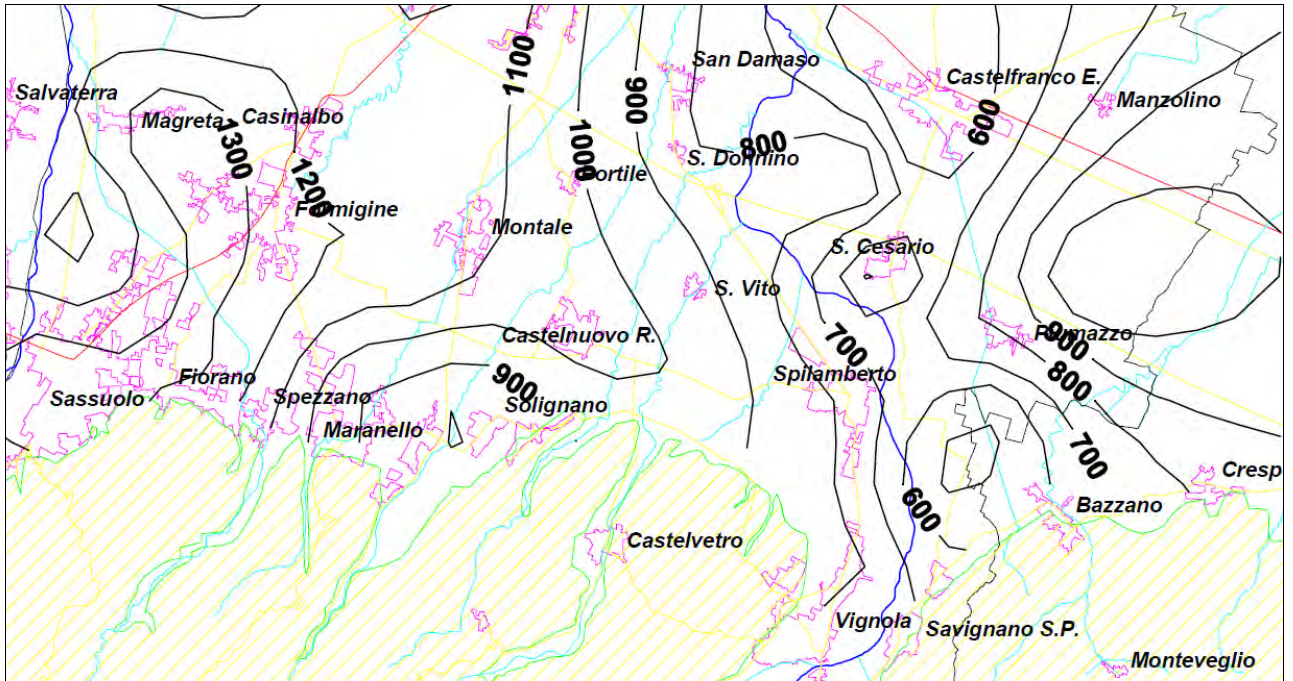 1100
San Damaso
Castelfranco E.
Salvaterra
Manzolino
900
Magreta
Casinalbo
600
1300
1000
800
S. Donnino
1200
Formigine
Montale
S. Cesario
S. Vito
Castelnuovo R.
900
700
Spilamberto
Fiorano
Sassuolo
Spezzano
900
Solignano
800
Maranello
700
Cresp
600
Bazzano
Castelvetro
Vignola
Savignano S.P.
Monteveglio